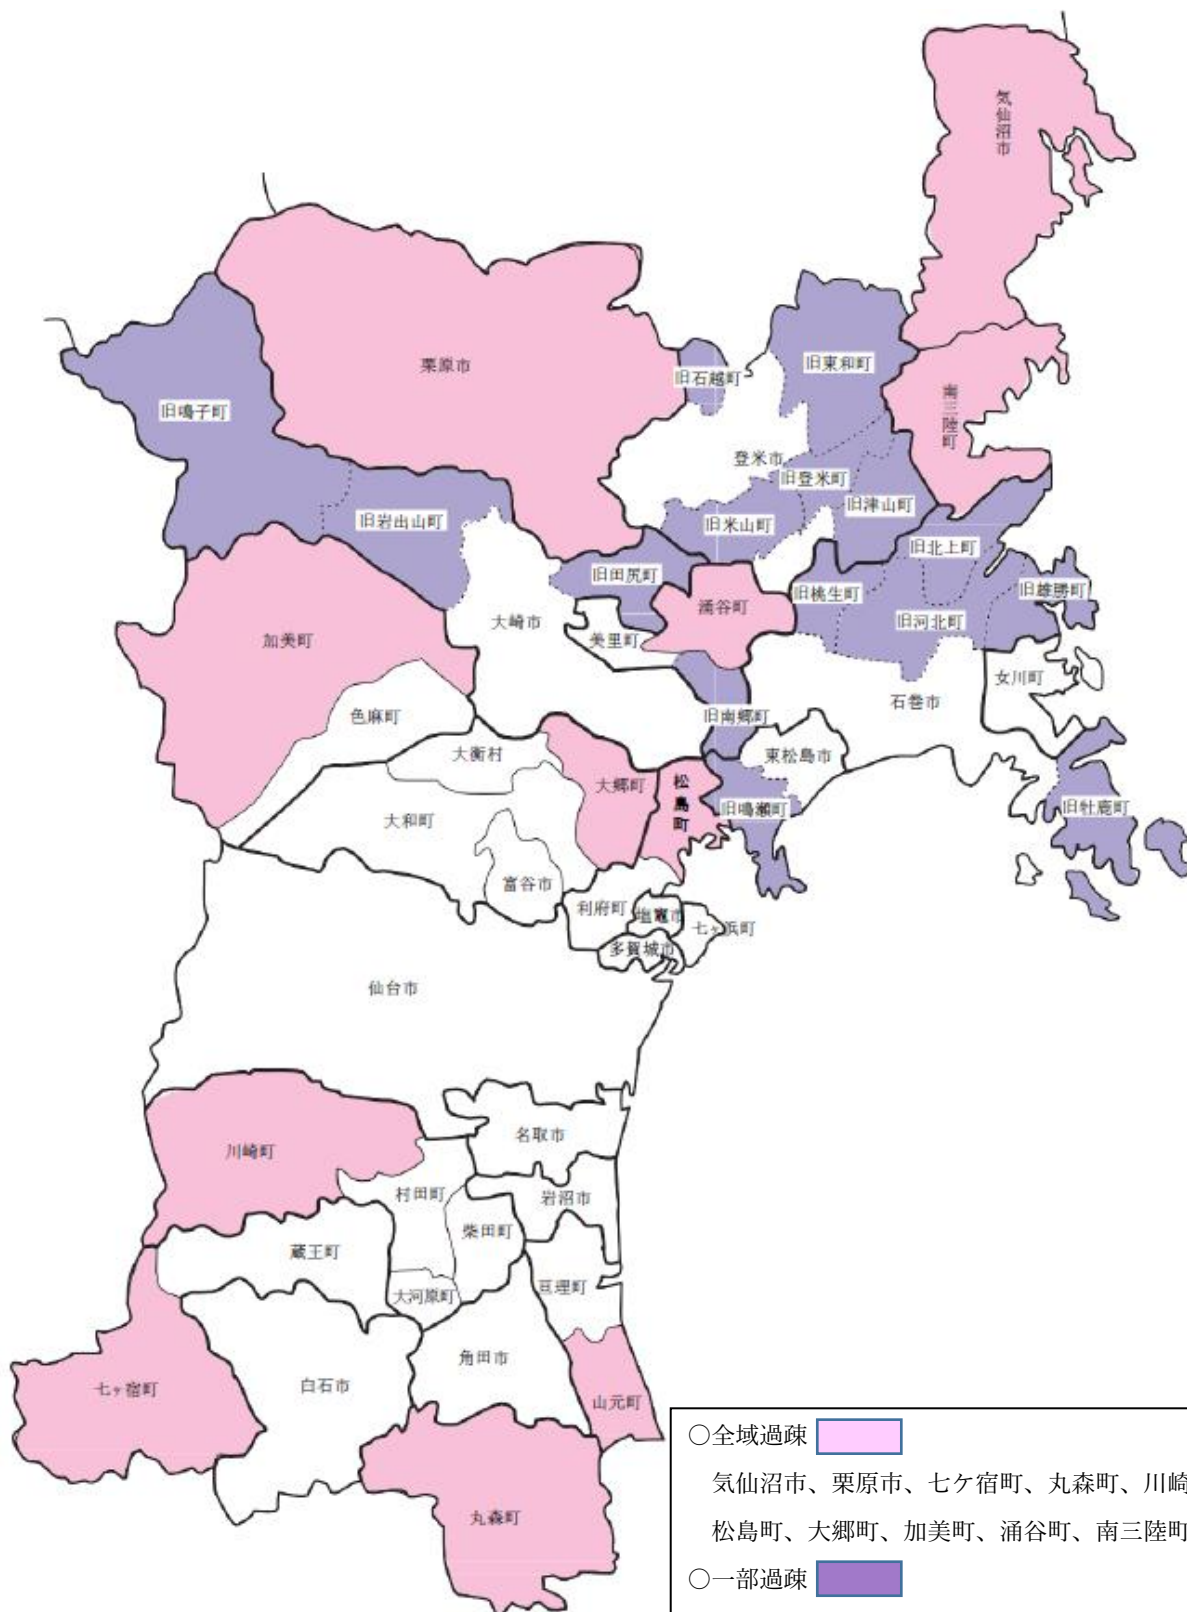 気仙沼市
栗原市
旧石越町
旧東和町
旧鳴子町
南三陸町
登米市
旧登米町
旧津山町
旧岩出山町
旧米山町
旧北上町
旧田尻町
旧桃生町
旧雄勝町
涌谷町
大崎市
美里町
旧河北町
加美町
女川町
石巻市
色麻町
旧南郷町
大衡村
東松島市
大郷町
松島町
旧鳴瀬町
旧牡鹿町
大和町
富谷市
利府町
塩竈市
七ヶ浜町
多賀城市
仙台市
名取市
川崎町
村田町
岩沼市
柴田町
蔵王町
亘理町
大河原町
角田市
白石市
七ヶ宿町
山元町
丸森町
○全域過疎
気仙沼市、栗原市、七ケ宿町、丸森町、川崎
松島町、大郷町、加美町、涌谷町、南三陸町
○一部過疎